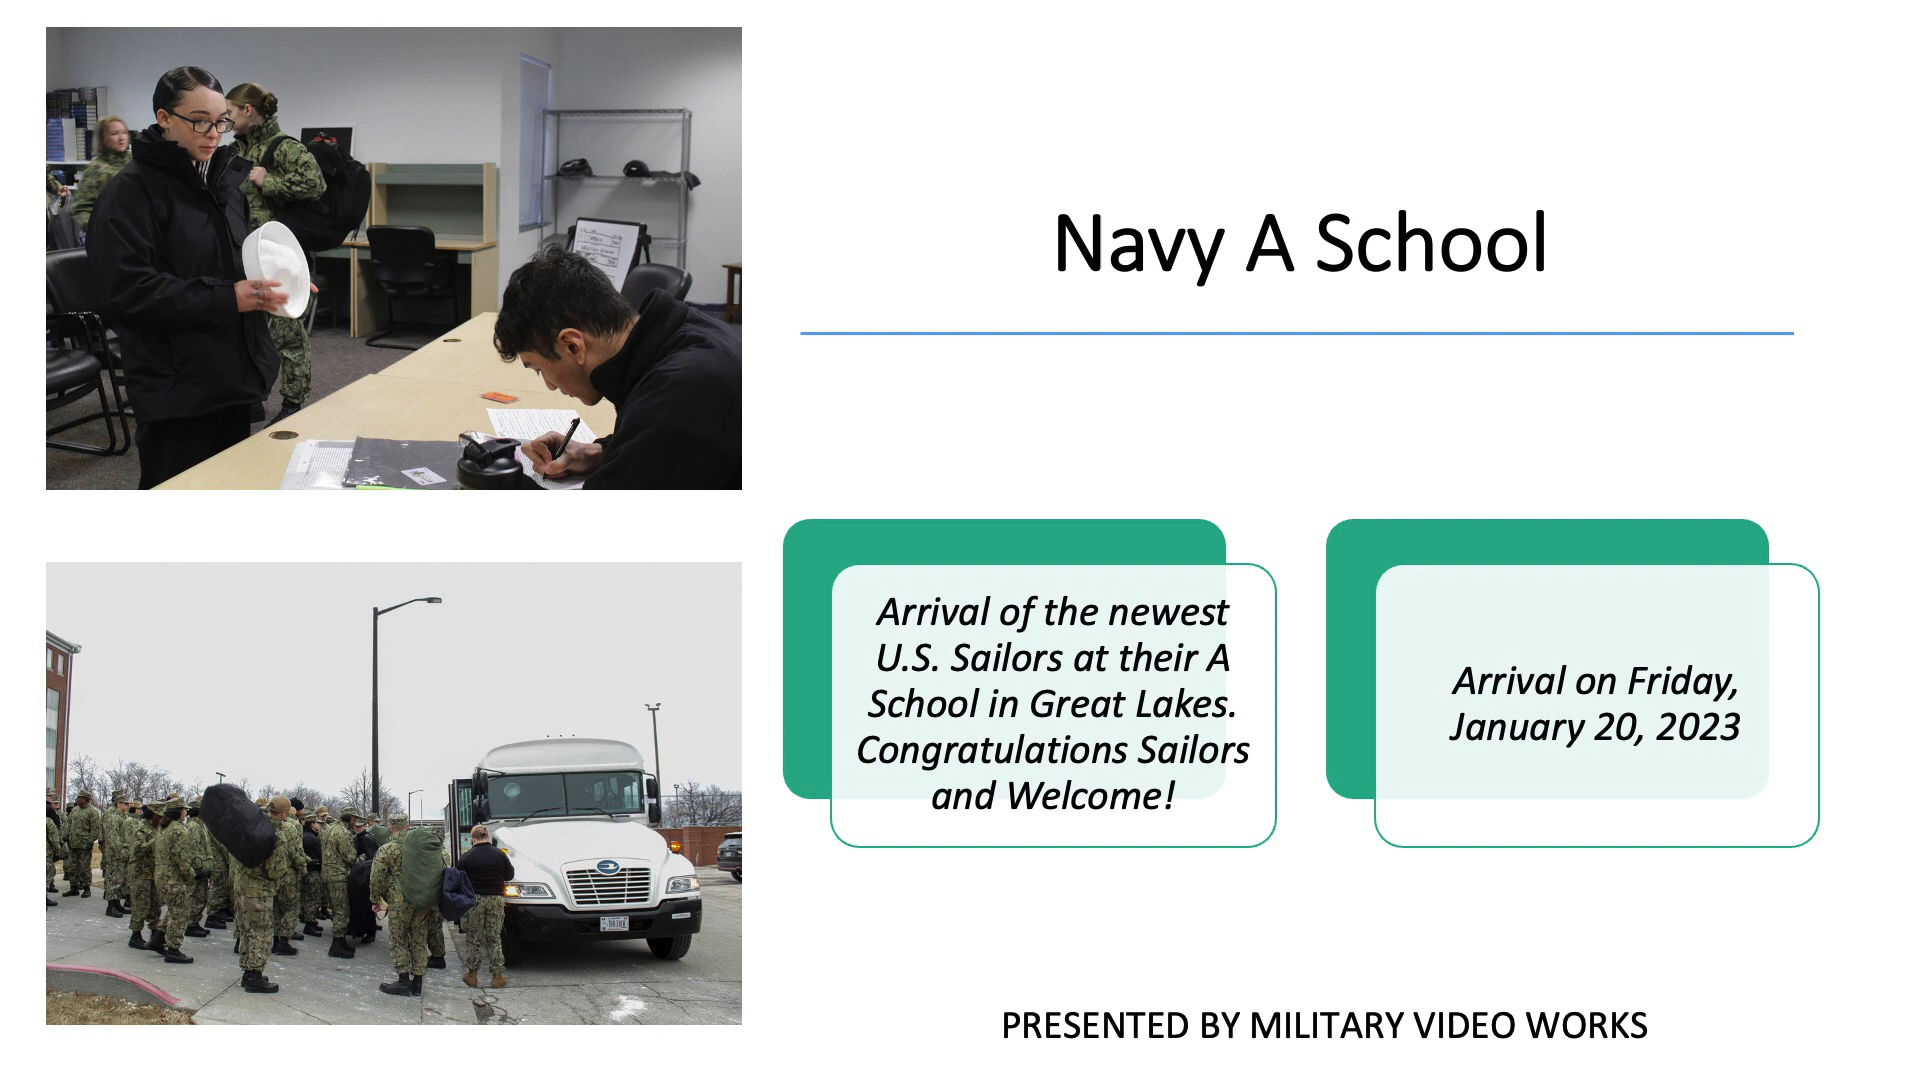 Navy A School
Arrival of the newest
U.S. Sailors at their A
School in Great Lakes.
Congratulations Sailors
and Welcome!
Arrival on Friday,
January 20, 2023
PRESENTED BY MILITARY VIDEO WORKS